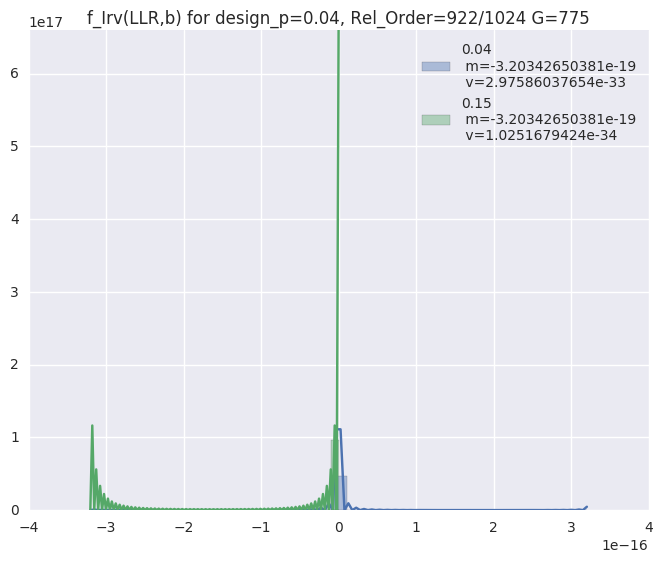 f_Irv(LLR,b) for design_p=0.04, Rel_Order=922/1024 G=775
1e17
0.04
m=-3.20342650381e-19
v=2.97586037654e-33
0.15
m=-3.20342650381e-19
v=1.0251679424e-34
6
5
4
3
2
1
0
−4
−3
−2
−1
0
1
2
3
4
1e−16